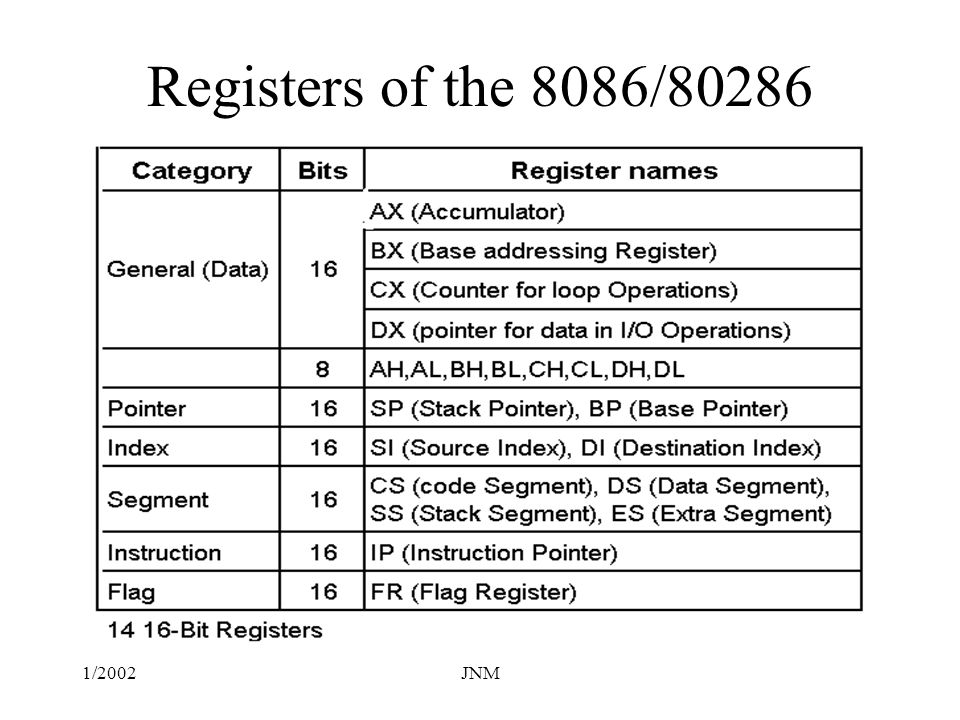 Registers of the 8086/80286
Category Bits Register names
General (Data) 16 AX (Accumulator)
BX (Base addressing Register)
CX (Counter for loop Operations)
DX (pointer for data in I/O Operations)
8 AH,AL,BH,BL,CH,CL,DH,DL
Pointer 16 SP (Stack Pointer), BP (Base Pointer)
Index 16 SI (Source Index), DI (Destination Index)
Segment 16 CS (code Segment), DS (Data Segment),
SS (Stack Segment), ES (Extra Segment)
Instruction 16 IP (Instruction Pointer)
Flag 16 FR (Flag Register)
14 16-Bit Registers
1/2002 JNM